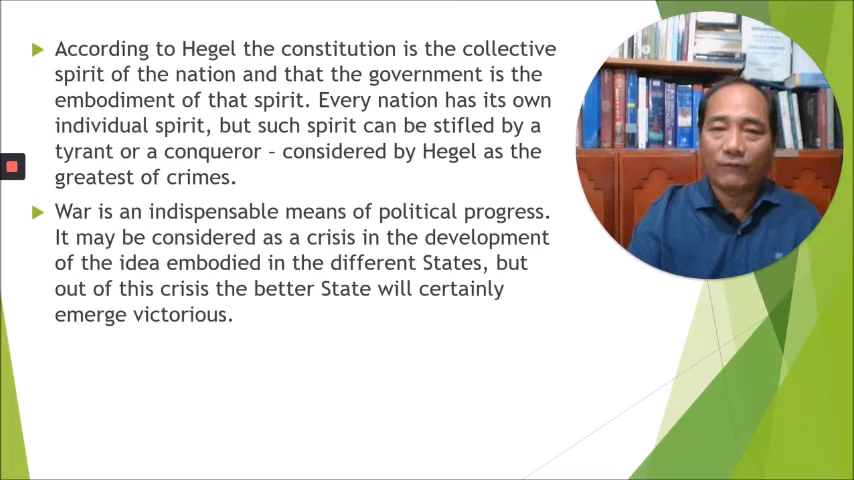 According to Hegel the constitution is the collective
spirit of the nation and that the government is the
embodiment of that spirit. Every nation has its own
individual spirit, but such spirit can be stifled by a
tyrant or a conqueror – considered by Hegel as the
greatest of crimes.
War is an indispensable means of political progress.
It may be considered as a crisis in the development
of the idea embodied in the different States, but
out of this crisis the better State will certainly
emerge victorious.